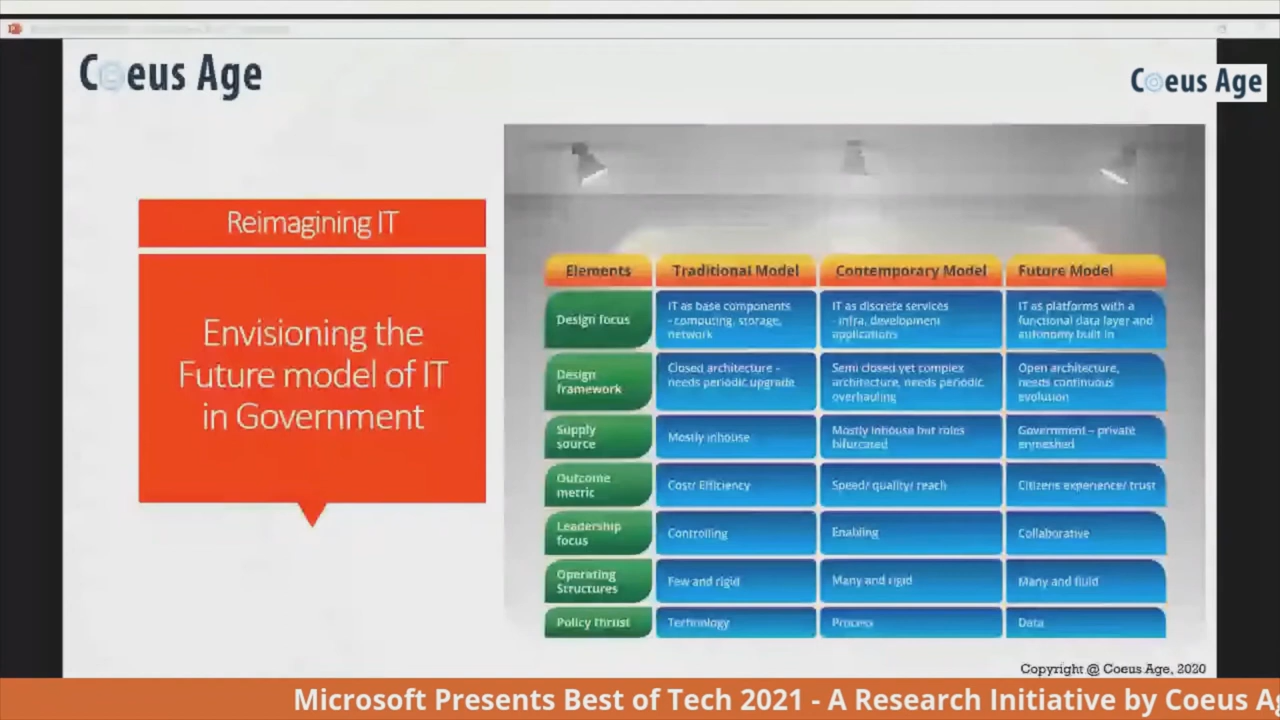 Coeus Age
Coeus Age
Reimagining IT
Envisioning the
Future model of IT
in Government
Elements
Traditional Model
Contemporary Model
Future Model
Design focus
IT as base components
- computing, storage,
network
IT as discrete services
- infra, development
applications
IT as platforms with a
functional data layer and
autonomy built in
Design
framework
Closed architecture -
needs periodic upgrade
Semi closed yet complex
architecture, needs periodic
overhauling
Open architecture,
needs continuous
evolution
Supply
source
Mostly inhouse
Mostly inhouse but roles
bifurcated
Government - private
enmeshed
Outcome
metric
Cost/ Efficiency
Speed/ quality/ reach
Citizens experience/ trust
Leadership
focus
Controlling
Enabling
Collaborative
Operating
Structures
Few and rigid
Many and rigid
Many and fluid
Policy thrust
Technology
Process
Data
Copyright @ Coeus Age, 2020
Microsoft Presents Best of Tech 2021 - A Research Initiative by Coeus Ag